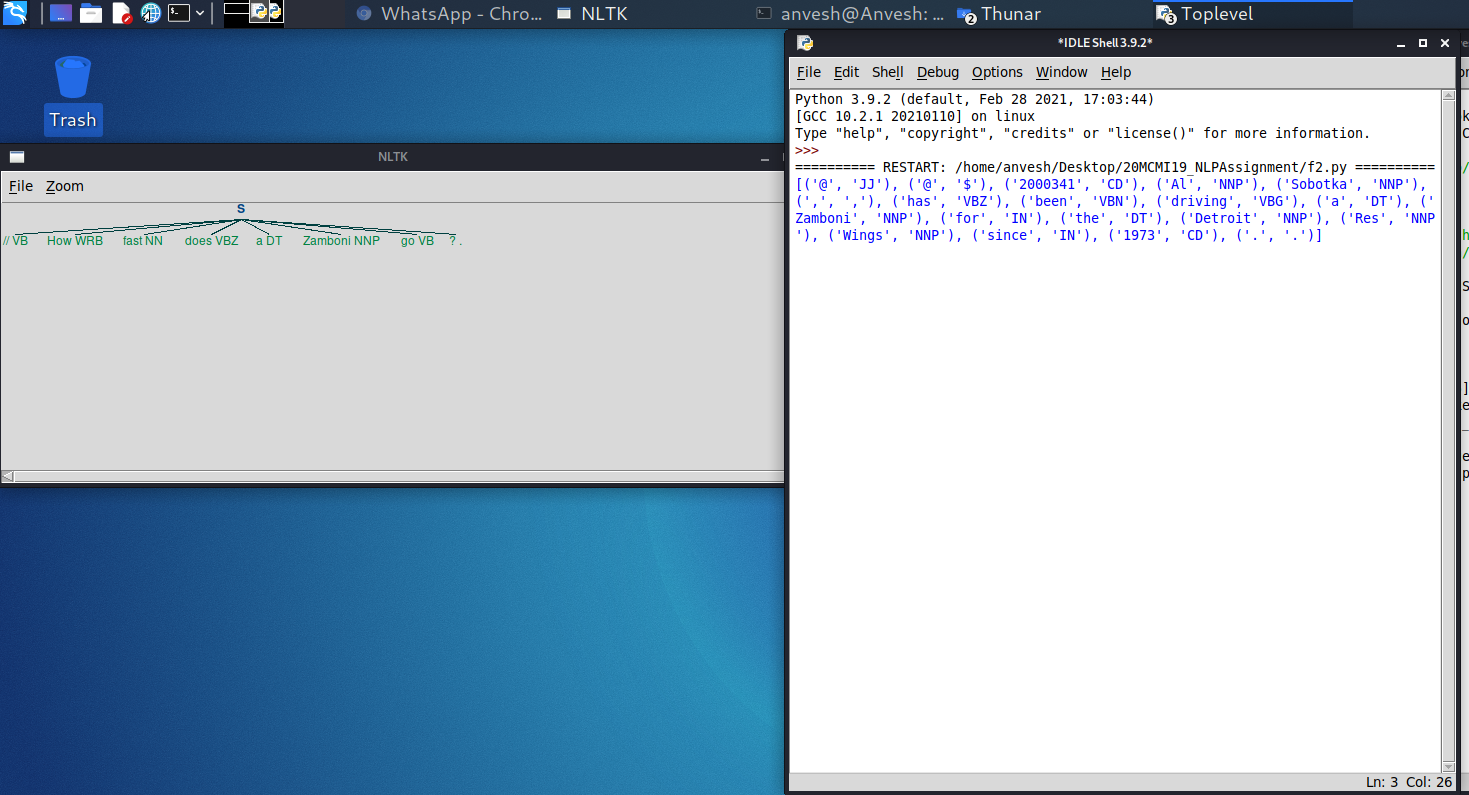 WhatsApp - Chro...
NLTK
anvesh@Anvesh: ...
2
Thunar
3
Toplevel
Trash
NLTK
File Zoom
S
// VB How WRB fast NN does VBZ a DT Zamboni NNP go VB ? .
*IDLE Shell 3.9.2*
File Edit Shell Debug Options Window Help
Python 3.9.2 (default, Feb 28 2021, 17:03:44)
[GCC 10.2.1 20210110] on linux
Type "help", "copyright", "credits" or "license()" for more information.
>>>
========== RESTART: /home/anvesh/Desktop/20MCMI19_NLPAssignment/f2.py ==========
[('@', 'JJ'), ('@', '$'), ('2000341', 'CD'), ('Al', 'NNP'), ('Sobotka', 'NNP'),
(',', ','), ('has', 'VBZ'), ('been', 'VBN'), ('driving', 'VBG'), ('a', 'DT'), ('
Zamboni', 'NNP'), ('for', 'IN'), ('the', 'DT'), ('Detroit', 'NNP'), ('Res', 'NNP
'), ('Wings', 'NNP'), ('since', 'IN'), ('1973', 'CD'), ('.', '.')]
Ln: 3 Col: 26